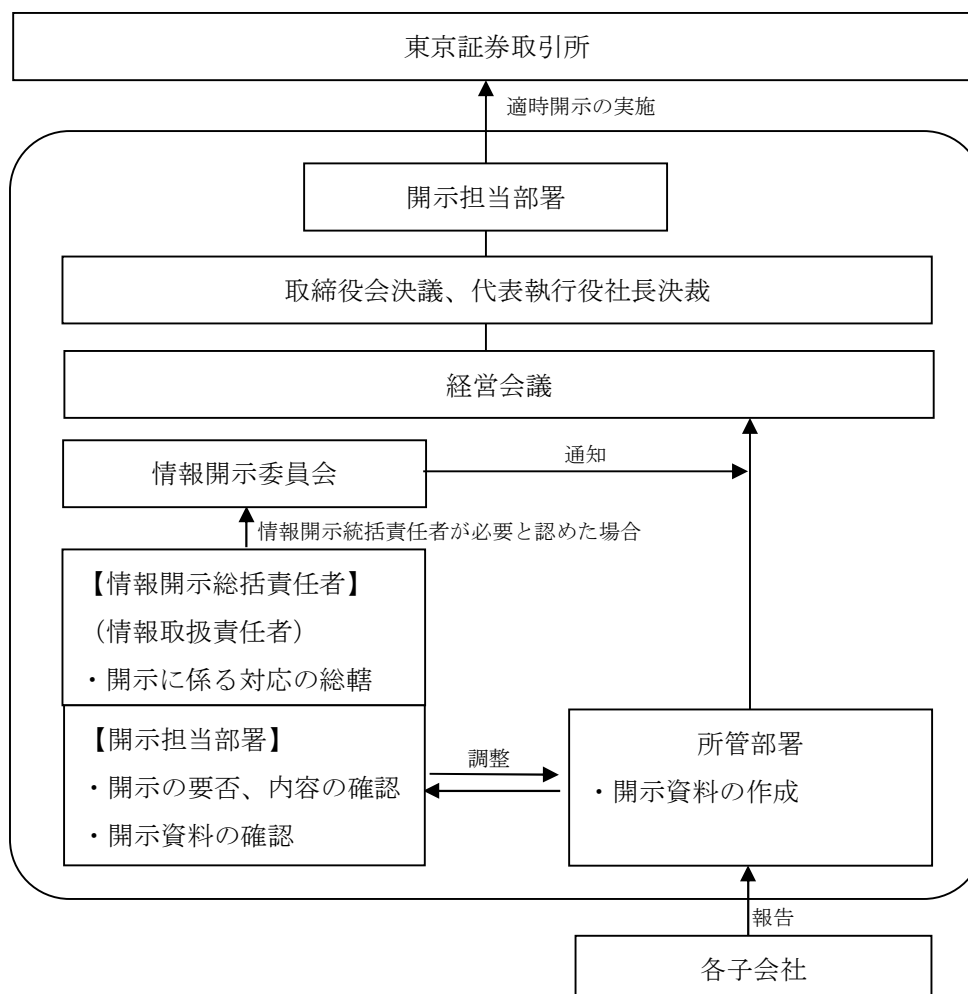 東京証券取引所
適時開示の実施
開示担当部署
取締役会決議、代表執行役社長決裁
経営会議
情報開示委員会
通知
情報開示統括責任者が必要と認めた場合
【情報開示総括責任者】
（情報取扱責任者）
・開示に係る対応の総轄
【開示担当部署】
・開示の要否、内容の確認
・開示資料の確認
調整
所管部署
・開示資料の作成
報告
各子会社